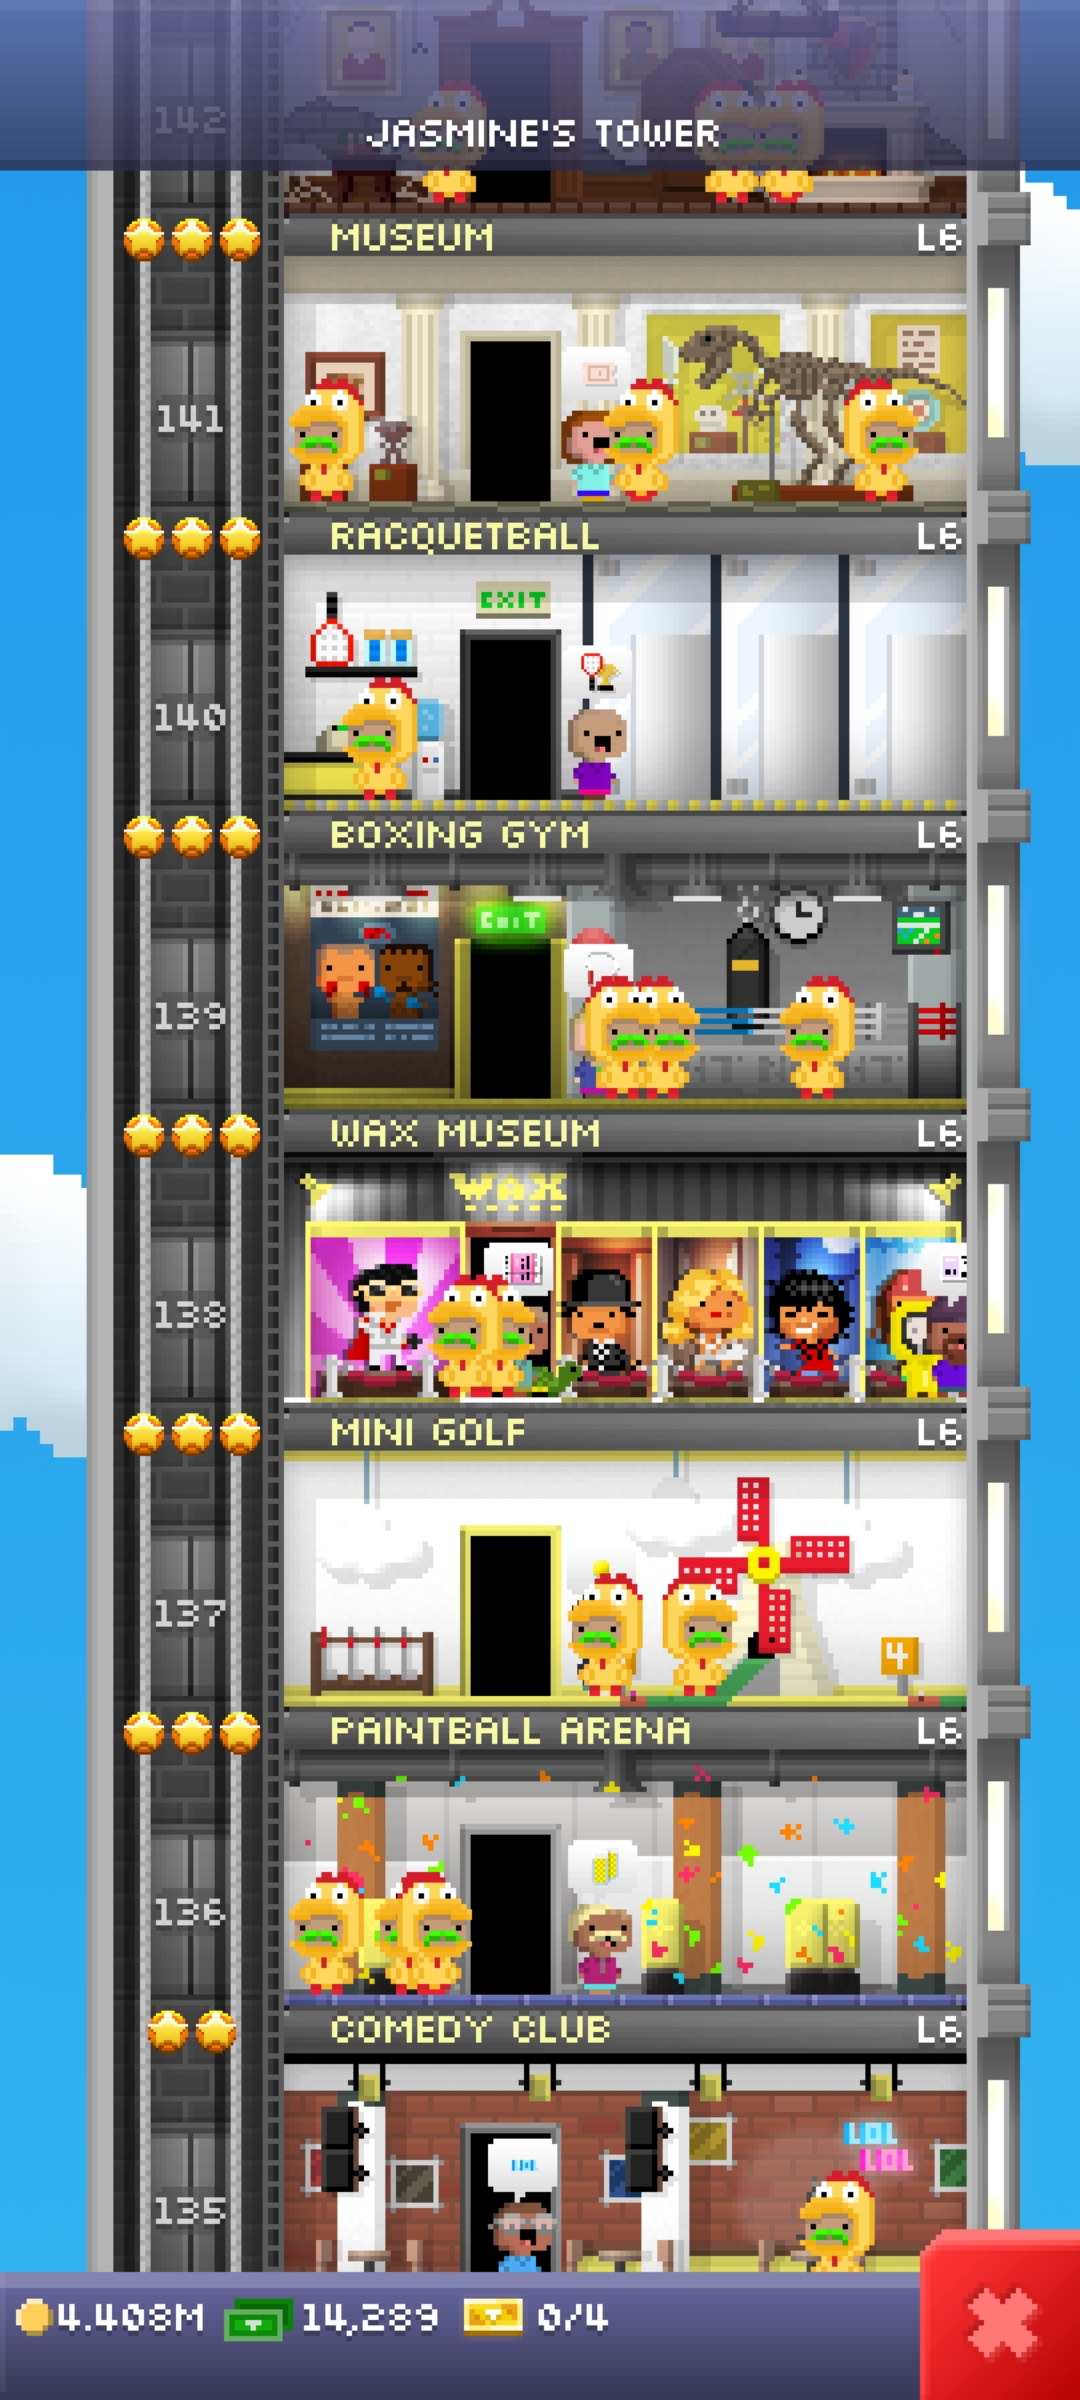 142
JASMINE'S TOWER
MUSEUM L6
141
RACQUETBALL L6
EXIT
140
BOXING GYM L6
EXIT
139
WAX MUSEUM L6
WAX
138
MINI GOLF L6
137
4
PAINTBALL ARENA L6
136
COMEDY CLUB L6
LOL
LOL
LOL
135
4.408M 14,289 0/4